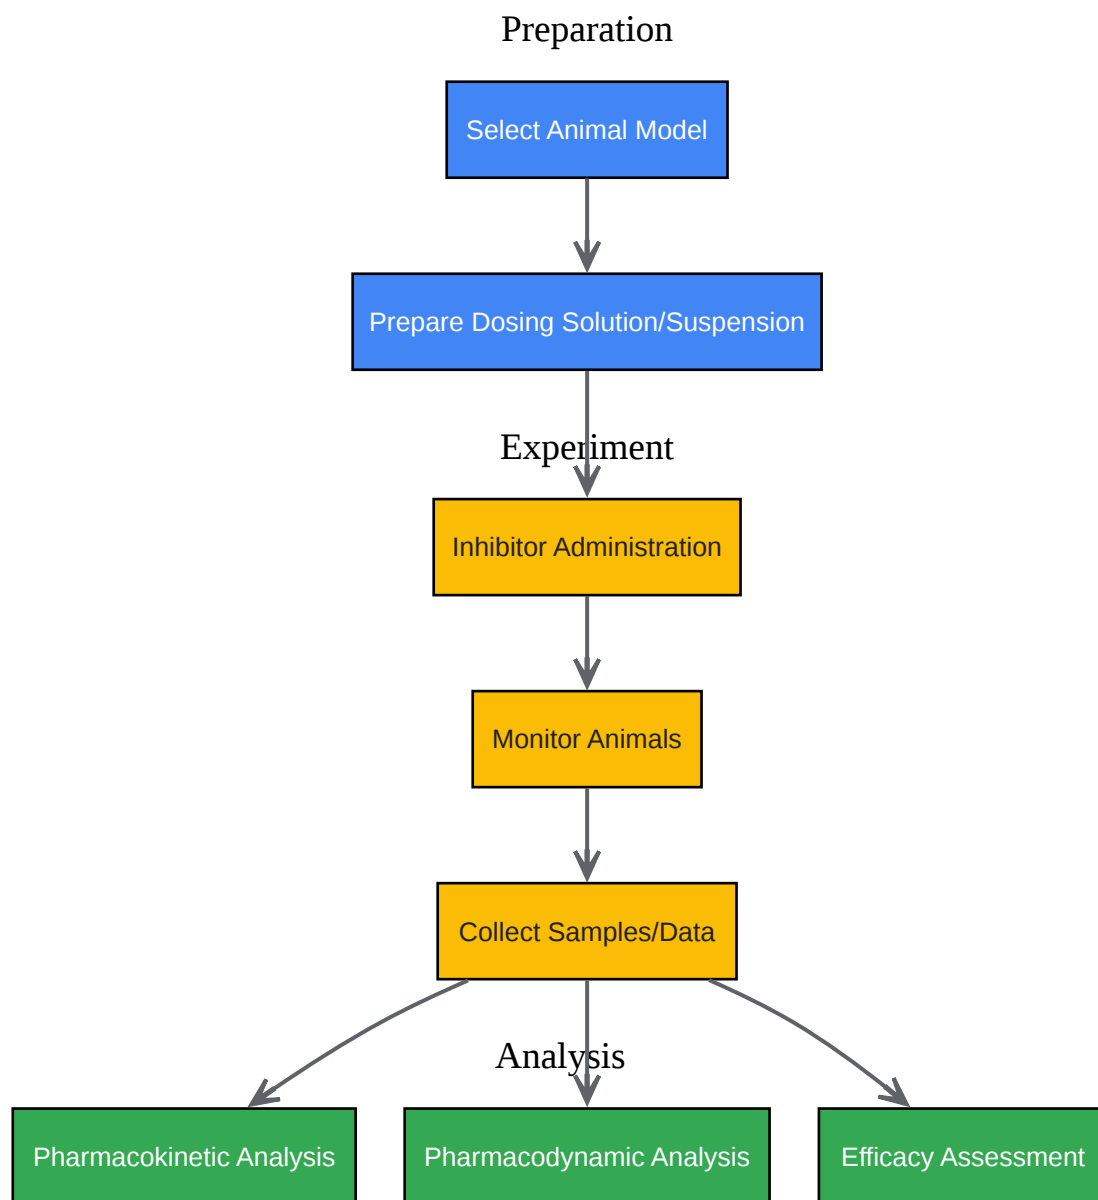 Preparation
Select Animal Model
Prepare Dosing Solution/Suspension
Experiment
Inhibitor Administration
Monitor Animals
Collect Samples/Data
Analysis
Pharmacokinetic Analysis
Pharmacodynamic Analysis
Efficacy Assessment